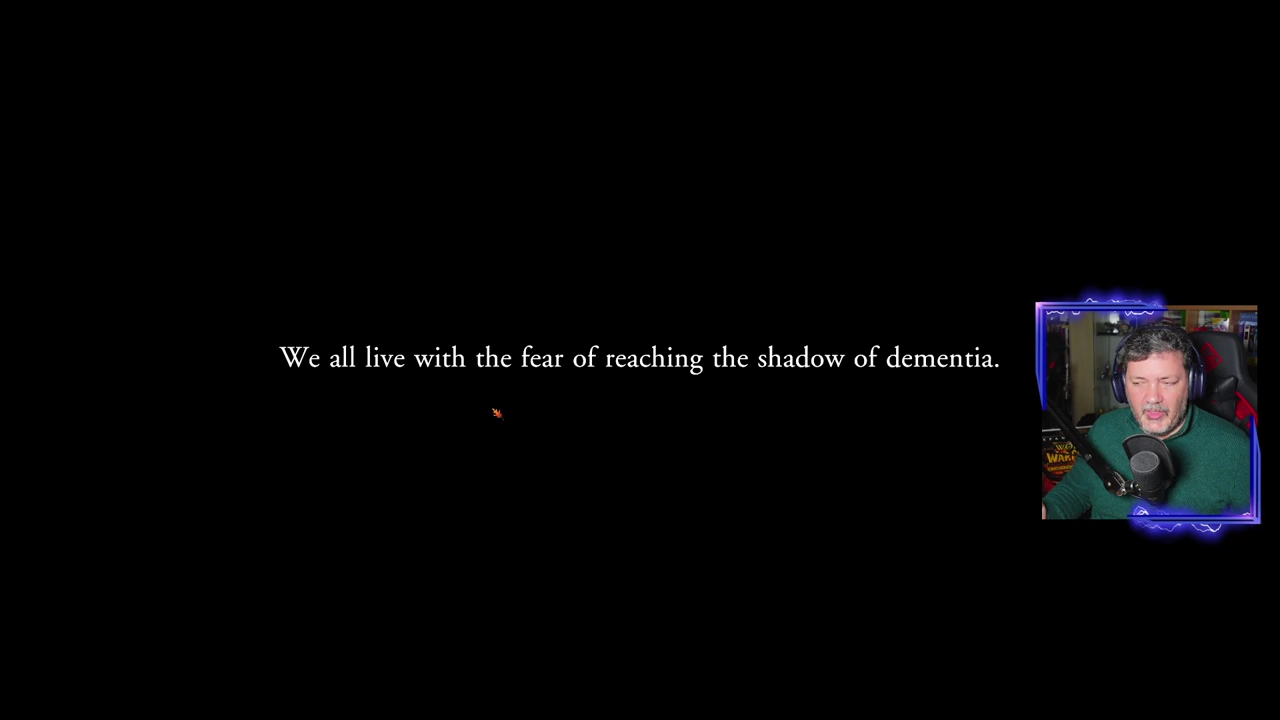 We all live with the fear of reaching the shadow of dementia.